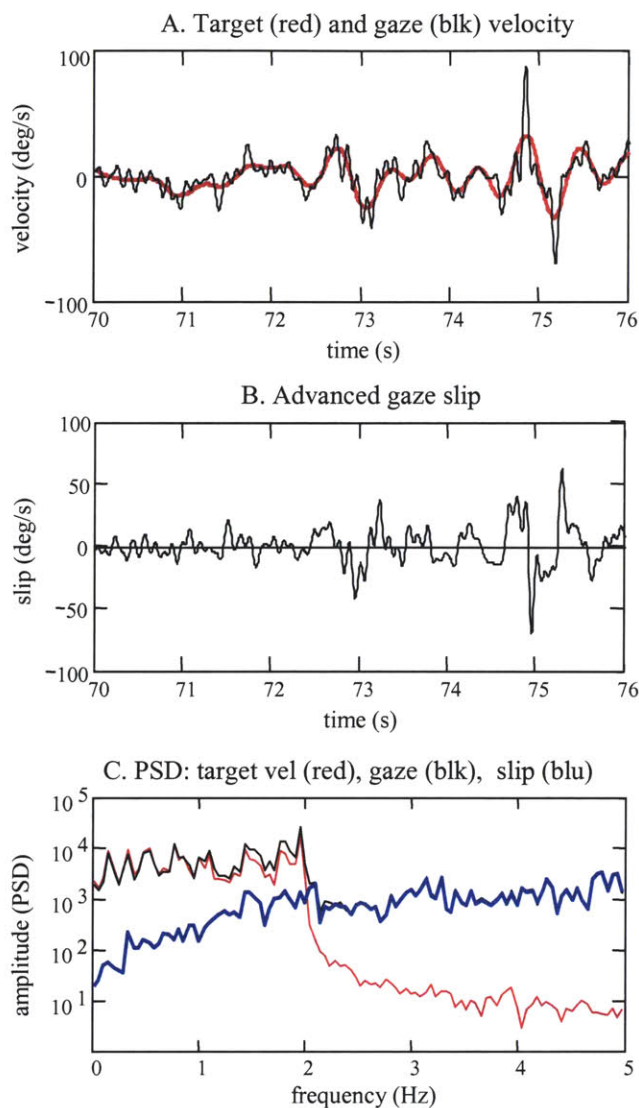 A. Target (red) and gaze (blk) velocity
100
0
−100
velocity (deg/s)
70 71 72 73 74 75 76
time (s)
B. Advanced gaze slip
100
50
0
−50
−100
slip (deg/s)
70 71 72 73 74 75 76
time (s)
C. PSD: target vel (red), gaze (blk), slip (blu)
10 5
10 4
10 3
10 2
10 1
amplitude (PSD)
0 1 2 3 4 5
frequency (Hz)